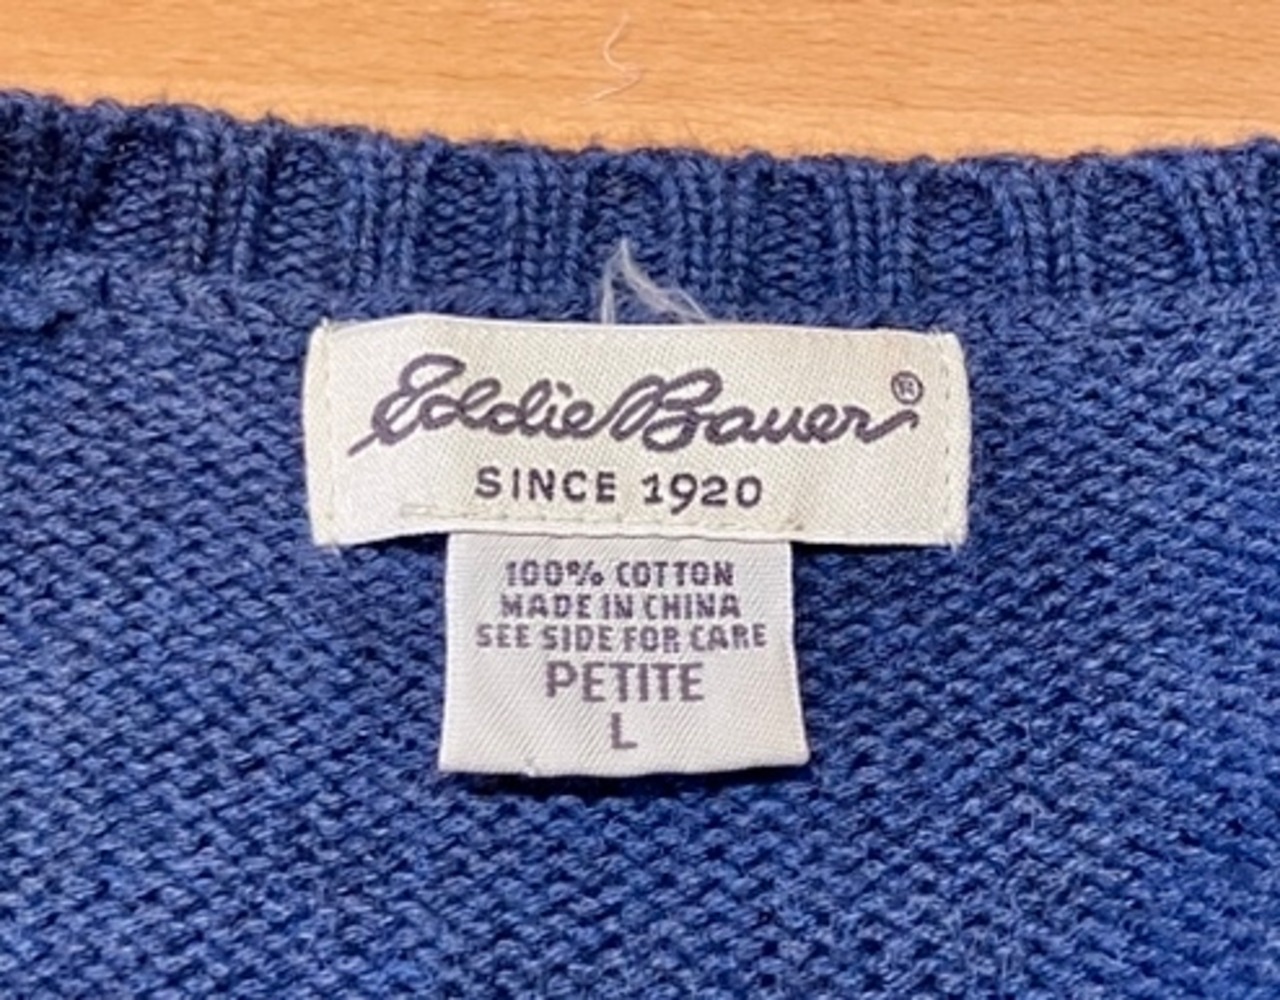 Eddie Bauer®
SINCE 1920
100% COTTON
MADE IN CHINA
SEE SIDE FOR CARE
PETITE
L